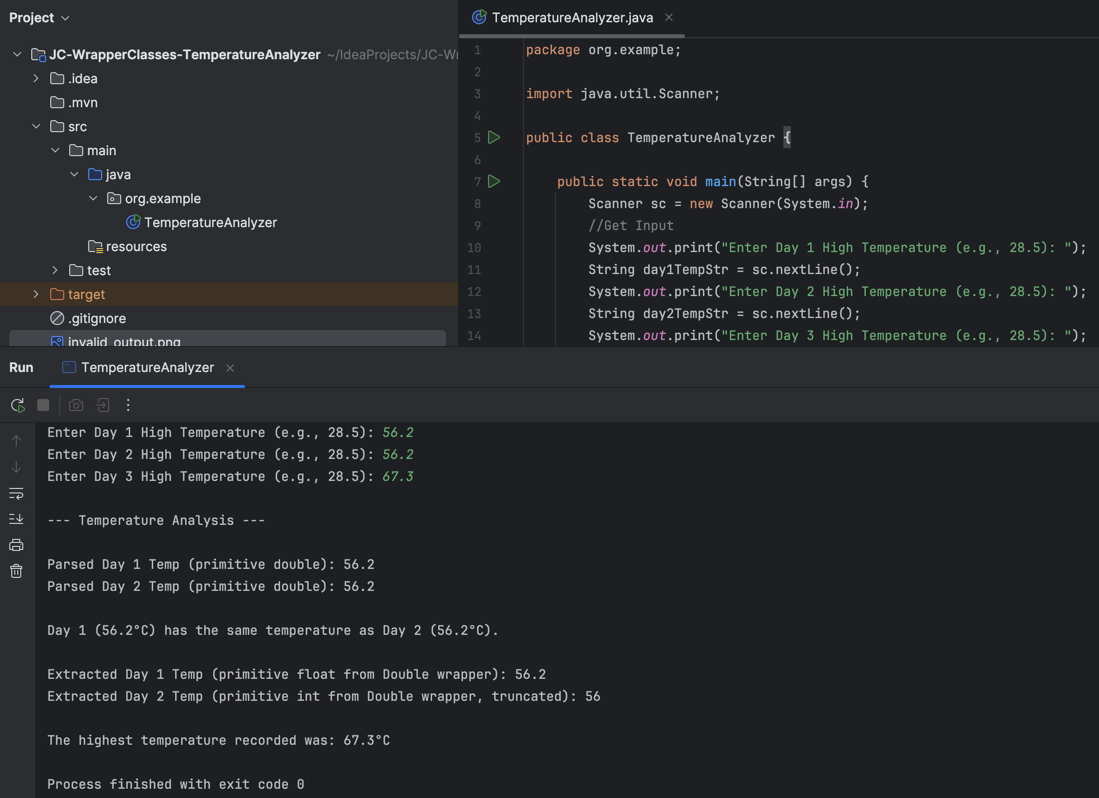 Project
JC-WrapperClasses-TemperatureAnalyzer ~/IdeaProjects/JC-W
.idea
.mvn
src
main
java
org.example
TemperatureAnalyzer
resources
test
target
.gitignore
invalid_output.png
TemperatureAnalyzer.java
1 package org.example;
2
3 import java.util.Scanner;
4
5 public class TemperatureAnalyzer {
6
7 public static void main(String[] args) {
8 Scanner sc = new Scanner(System.in);
9 //Get Input
10 System.out.print("Enter Day 1 High Temperature (e.g., 28.5): ");
11 String day1TempStr = sc.nextLine();
12 System.out.print("Enter Day 2 High Temperature (e.g., 28.5): ");
13 String day2TempStr = sc.nextLine();
14 System.out.print("Enter Day 3 High Temperature (e.g., 28.5): ");
Run TemperatureAnalyzer
Enter Day 1 High Temperature (e.g., 28.5): 56.2
Enter Day 2 High Temperature (e.g., 28.5): 56.2
Enter Day 3 High Temperature (e.g., 28.5): 67.3
--- Temperature Analysis ---
Parsed Day 1 Temp (primitive double): 56.2
Parsed Day 2 Temp (primitive double): 56.2
Day 1 (56.2°C) has the same temperature as Day 2 (56.2°C).
Extracted Day 1 Temp (primitive float from Double wrapper): 56.2
Extracted Day 2 Temp (primitive int from Double wrapper, truncated): 56
The highest temperature recorded was: 67.3°C
Process finished with exit code 0